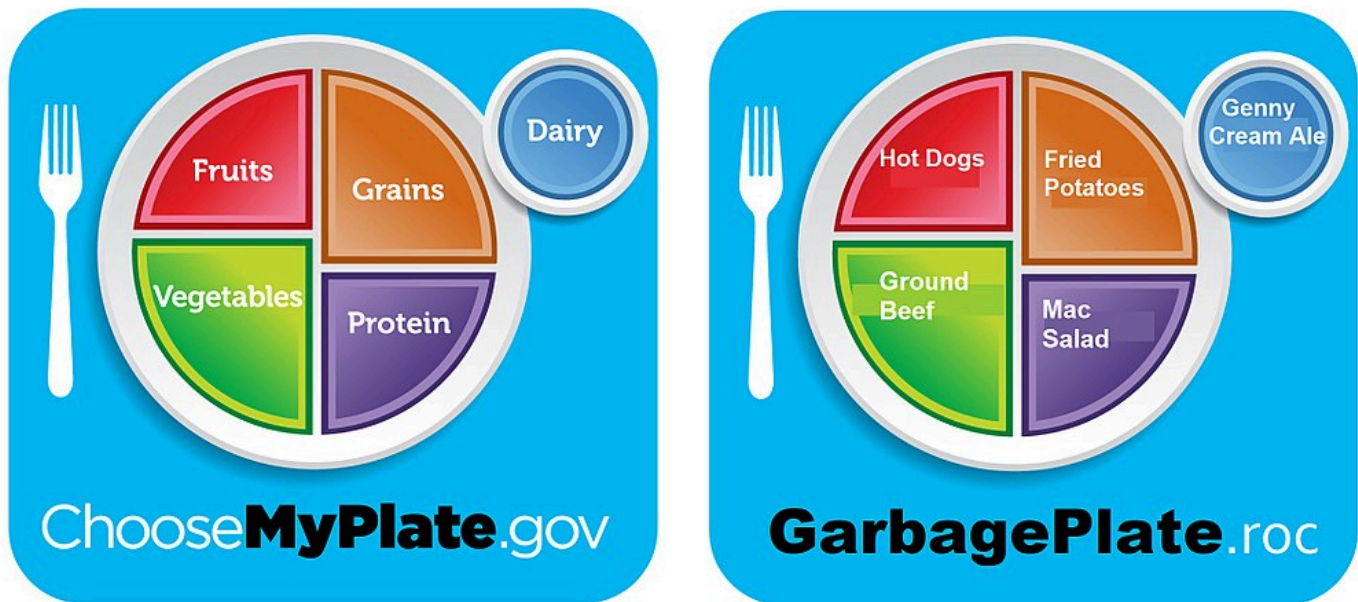 Fruits
Grains
Dairy
Vegetables
Protein
ChooseMyPlate.gov
Hot Dogs
Fried
Potatoes
Genny
Cream Ale
Ground
Beef
Mac
Salad
GarbagePlate.roc